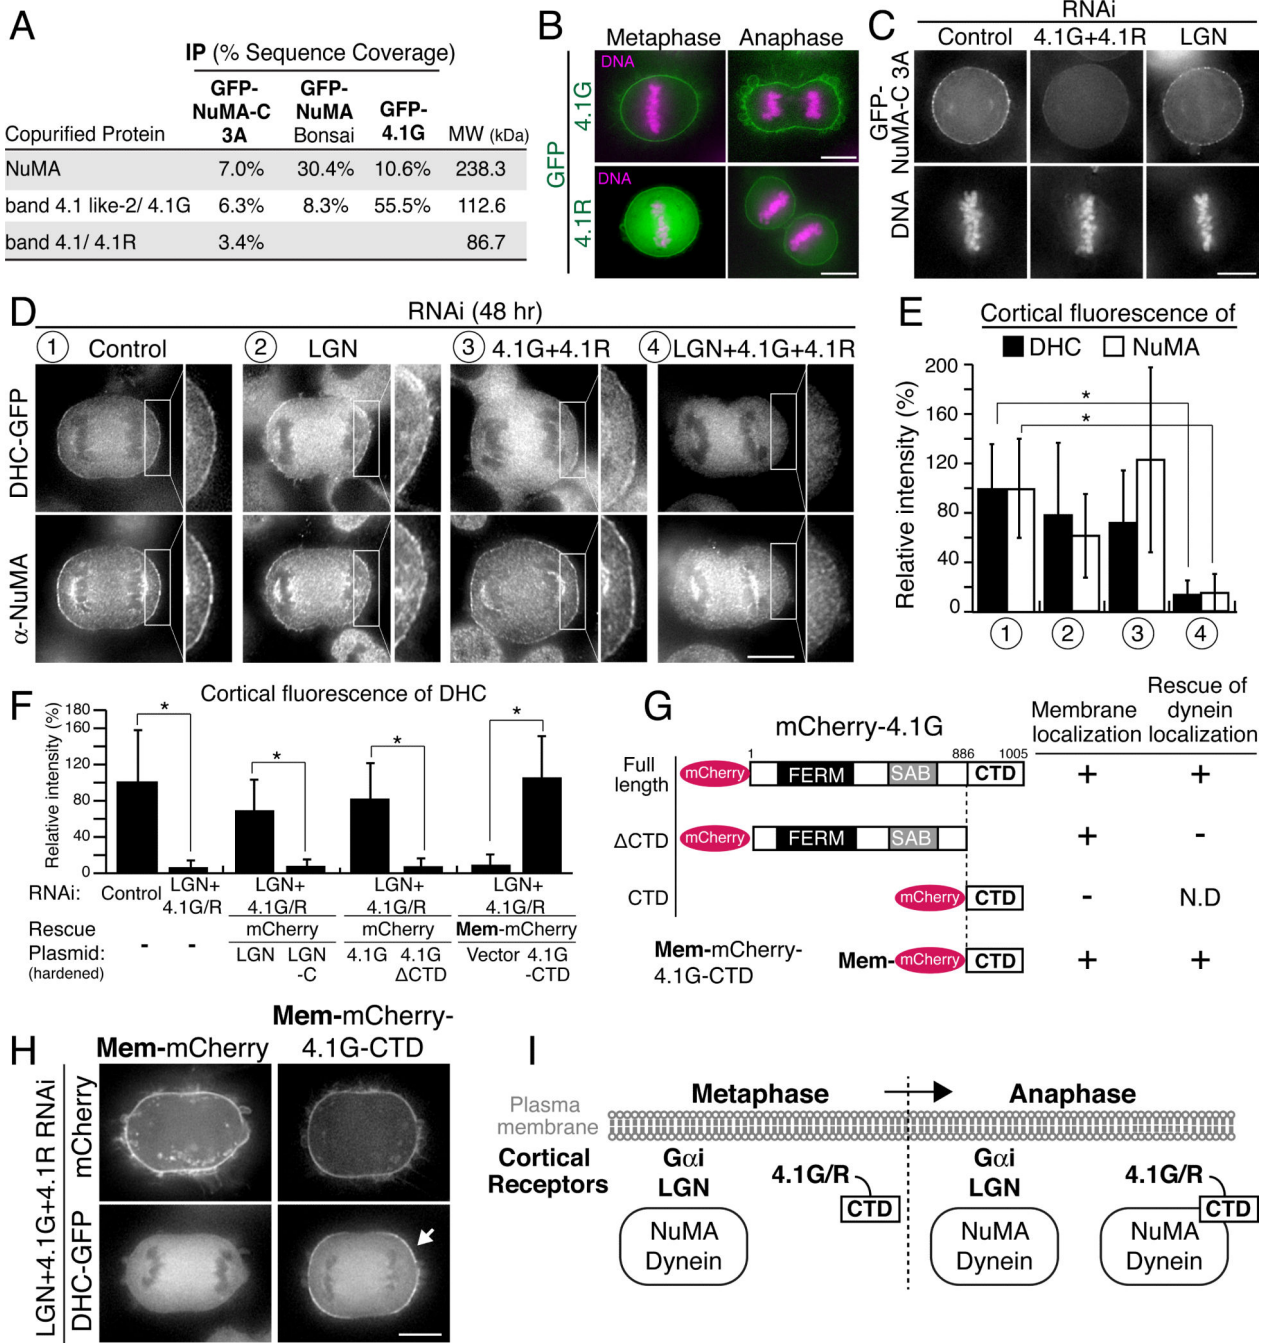 A
IP (% Sequence Coverage)
Copurified Protein GFP-NuMA-C 3A GFP-NuMA Bonsai GFP-4.1G MW (kDa)
NuMA 7.0% 30.4% 10.6% 238.3
band 4.1 like-2/ 4.1G 6.3% 8.3% 55.5% 112.6
band 4.1/ 4.1R 3.4% 86.7
B
Metaphase Anaphase
GFP
4.1G
DNA
4.1R
DNA
C
RNAi
Control 4.1G+4.1R LGN
GFP-NuMA-C 3A
DNA
D
RNAi (48 hr)
1 Control 2 LGN 3 4.1G+4.1R 4 LGN+4.1G+4.1R
DHC-GFP
α-NuMA
E
Cortical fluorescence of
DHC NuMA
Relative intensity (%)
200
160
120
80
40
0
* *
1 2 3 4
F
Cortical fluorescence of DHC
Relative intensity (%)
180
160
120
80
40
0
* * * *
RNAi: Control LGN+ 4.1G/R LGN+ 4.1G/R LGN+ 4.1G/R LGN+ 4.1G/R
Rescue mCherry mCherry Mem-mCherry
Plasmid: - - LGN LGN-C 4.1G 4.1G ΔCTD Vector 4.1G-CTD
(hardened)
G
mCherry-4.1G
Membrane localization
Rescue of dynein localization
1 886 1005
Full length mCherry FERM SAB CTD + +
ΔCTD mCherry FERM SAB + -
CTD mCherry CTD - N.D
Mem-mCherry-4.1G-CTD Mem- mCherry CTD + +
H
Mem-mCherry
Mem-mCherry-4.1G-CTD
LGN+4.1G+4.1R RNAi
mCherry
DHC-GFP
I
Metaphase Anaphase
Plasma membrane
Cortical Receptors
Gαi
LGN
NuMA
Dynein
4.1G/R
CTD
Gαi
LGN
NuMA
Dynein
4.1G/R
CTD
NuMA
Dynein